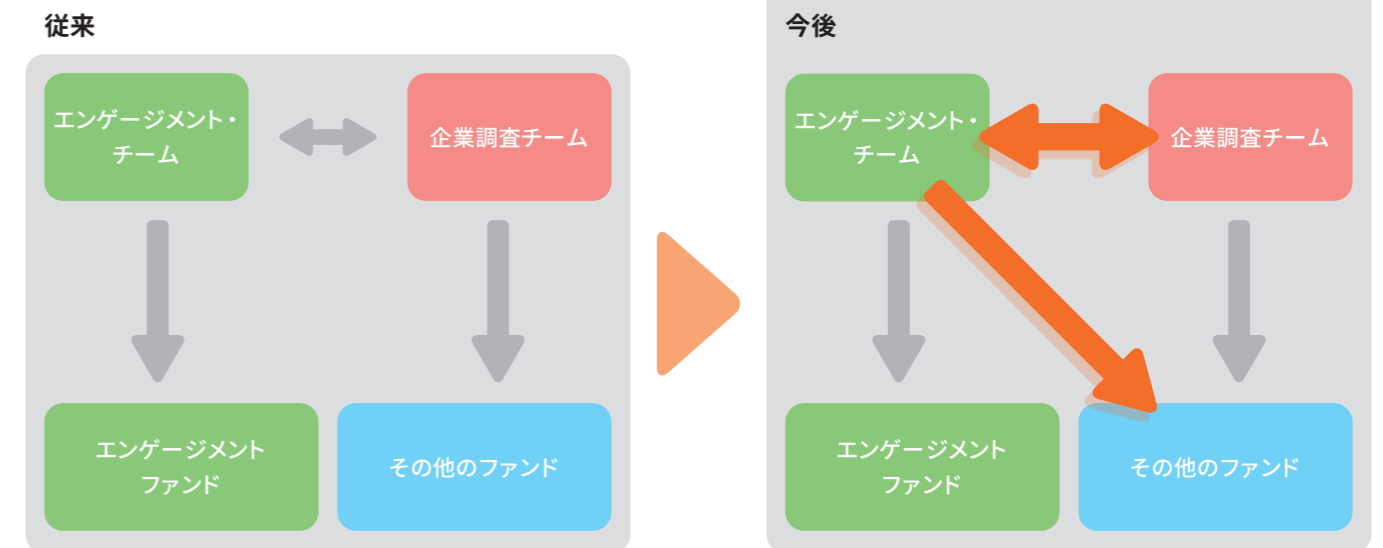 従来
エンゲージメント・
チーム
企業調査チーム
エンゲージメント
ファンド
その他のファンド
今後
エンゲージメント・
チーム
企業調査チーム
エンゲージメント
ファンド
その他のファンド